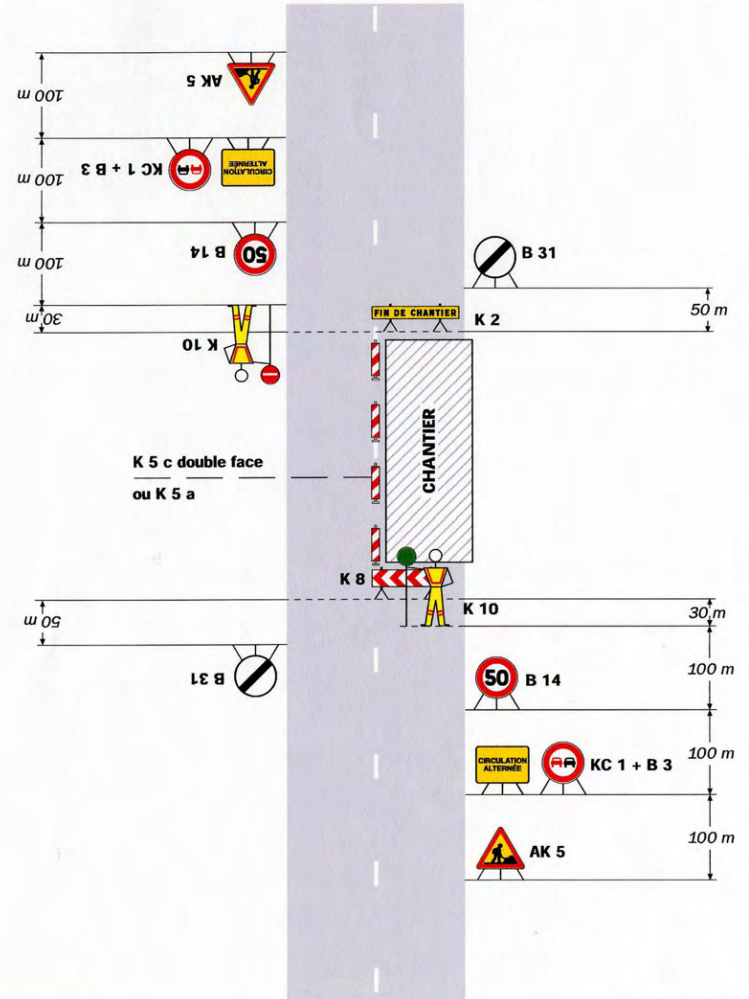 AK 5
100 m
KC 1 + B 3
CIRCULATION
ALTERNÉE
100 m
B 14
50
100 m
30 m
K 10
B 31
50 m
FIN DE CHANTIER
K 2
CHANTIER
K 5 c double face
ou K 5 a
K 8
K 10
30 m
50 m
B 31
50
B 14
100 m
CIRCULATION
ALTERNÉE
KC 1 + B 3
100 m
AK 5
100 m